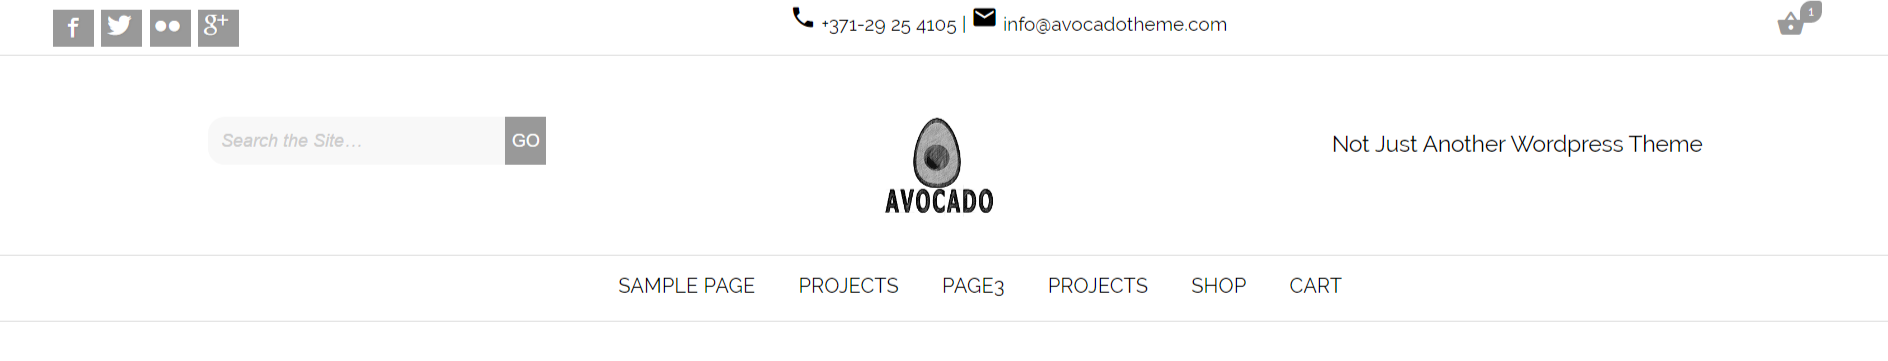 +371-29 25 4105 | info@avocadotheme.com
1
Search the Site...
GO
AVOCADO
Not Just Another Wordpress Theme
SAMPLE PAGE PROJECTS PAGE3 PROJECTS SHOP CART